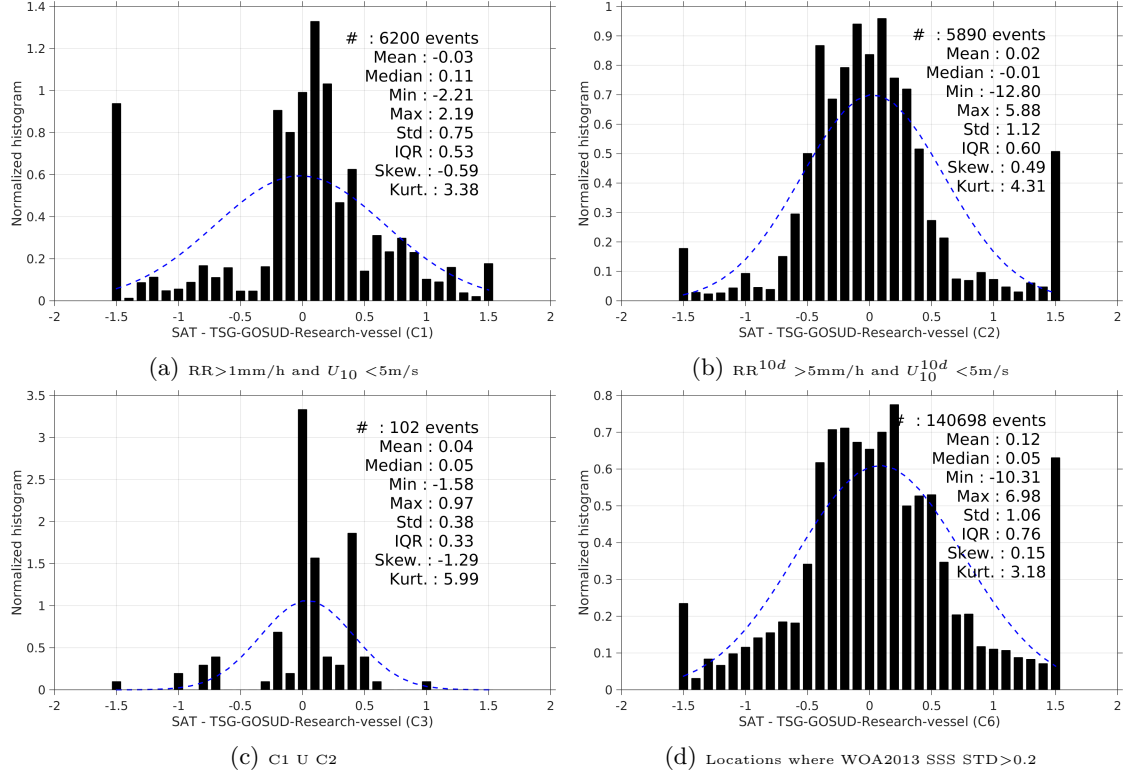 1.4
1.2
1
0.8
0.6
0.4
0.2
0
-2
-1.5
-1
-0.5
0
0.5
1
1.5
2
Normalized histogram
# : 6200 events
Mean : -0.03
Median : 0.11
Min : -2.21
Max : 2.19
Std : 0.75
IQR : 0.53
Skew. : -0.59
Kurt. : 3.38
SAT - TSG-GOSUD-Research-vessel (C1)
(a) RR>1mm/h and U10 <5m/s
1
0.9
0.8
0.7
0.6
0.5
0.4
0.3
0.2
0.1
0
-2
-1.5
-1
-0.5
0
0.5
1
1.5
2
Normalized histogram
# : 5890 events
Mean : 0.02
Median : -0.01
Min : -12.80
Max : 5.88
Std : 1.12
IQR : 0.60
Skew. : 0.49
Kurt. : 4.31
SAT - TSG-GOSUD-Research-vessel (C2)
(b) RR10d >5mm/h and U10d10 <5m/s
3.5
3
2.5
2
1.5
1
0.5
0
-2
-1.5
-1
-0.5
0
0.5
1
1.5
2
Normalized histogram
# : 102 events
Mean : 0.04
Median : 0.05
Min : -1.58
Max : 0.97
Std : 0.38
IQR : 0.33
Skew. : -1.29
Kurt. : 5.99
SAT - TSG-GOSUD-Research-vessel (C3)
(c) C1 U C2
0.8
0.7
0.6
0.5
0.4
0.3
0.2
0.1
0
-2
-1.5
-1
-0.5
0
0.5
1
1.5
2
Normalized histogram
# : 140698 events
Mean : 0.12
Median : 0.05
Min : -10.31
Max : 6.98
Std : 1.06
IQR : 0.76
Skew. : 0.15
Kurt. : 3.18
SAT - TSG-GOSUD-Research-vessel (C6)
(d) Locations where WOA2013 SSS STD>0.2